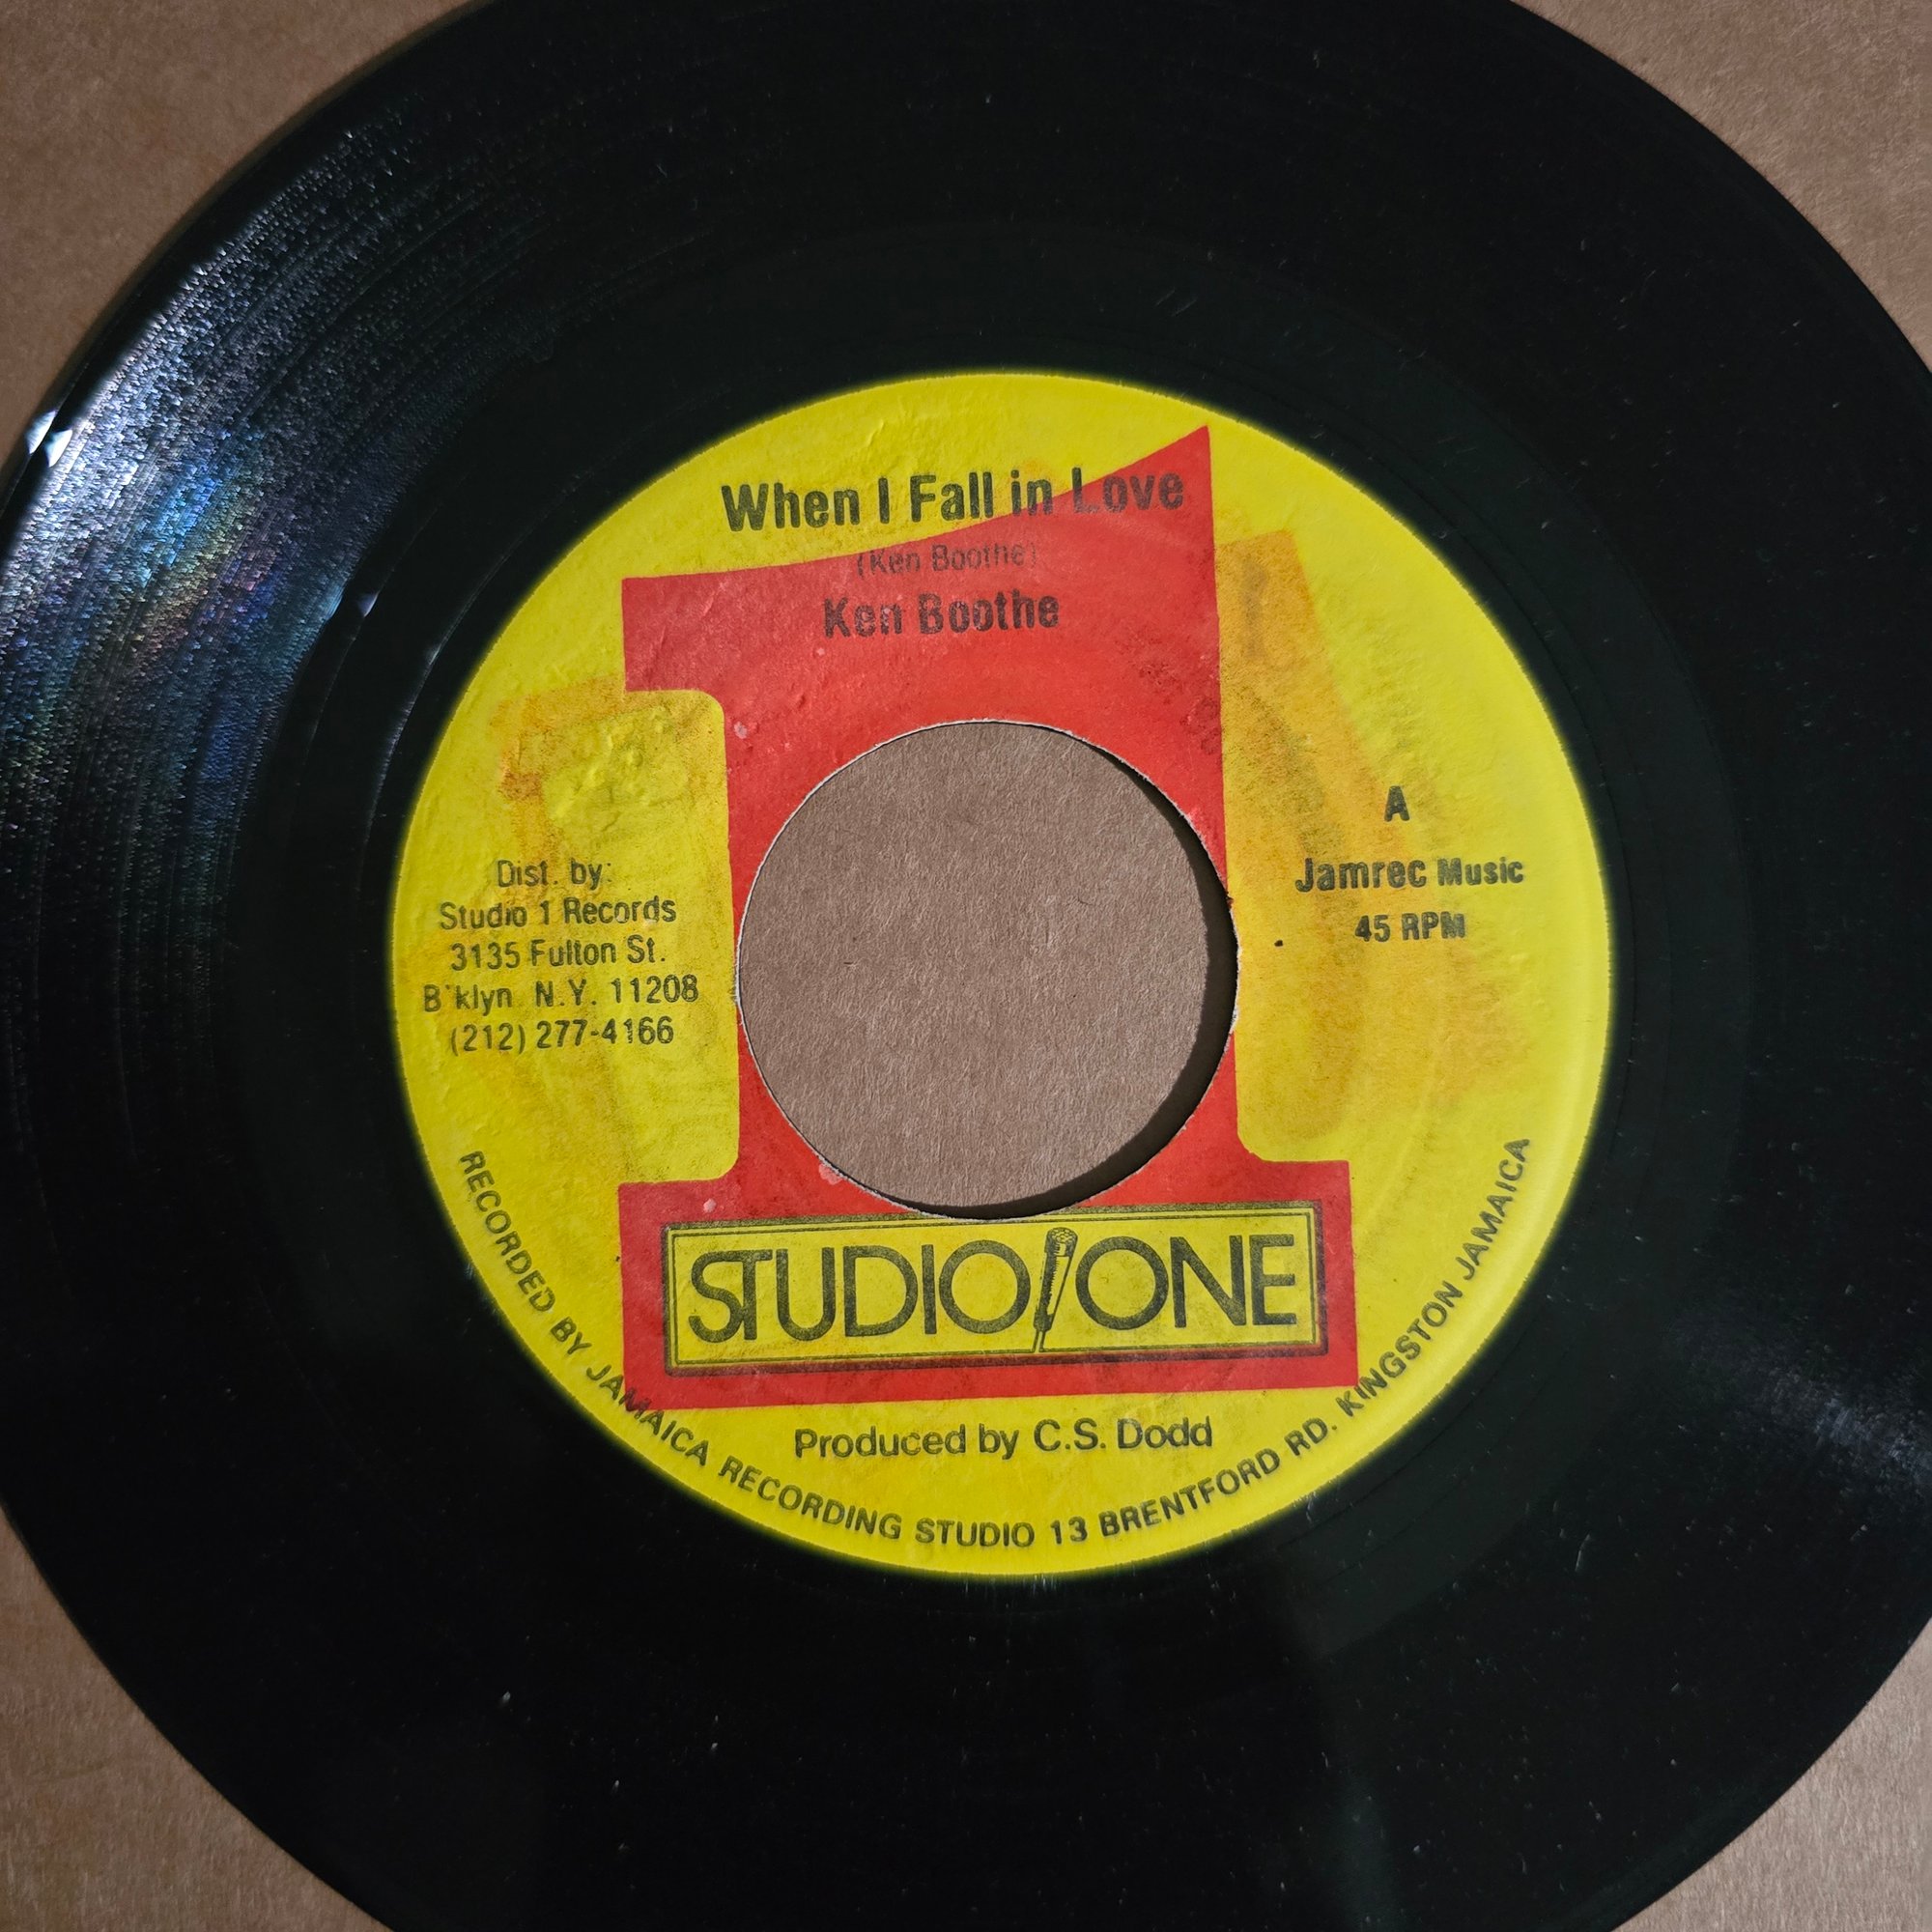 When I Fall in Love
(Ken Boothe)
Ken Boothe
Dist. by:
Studio 1 Records
3135 Fulton St.
B'klyn N.Y. 11208
(212) 277-4166
A
Jamrec Music
45 RPM
STUDIO ONE
Produced by C.S. Dodd
RECORDED BY JAMAICA RECORDING STUDIO 13 BRENTFORD RD. KINGSTON JAMAICA